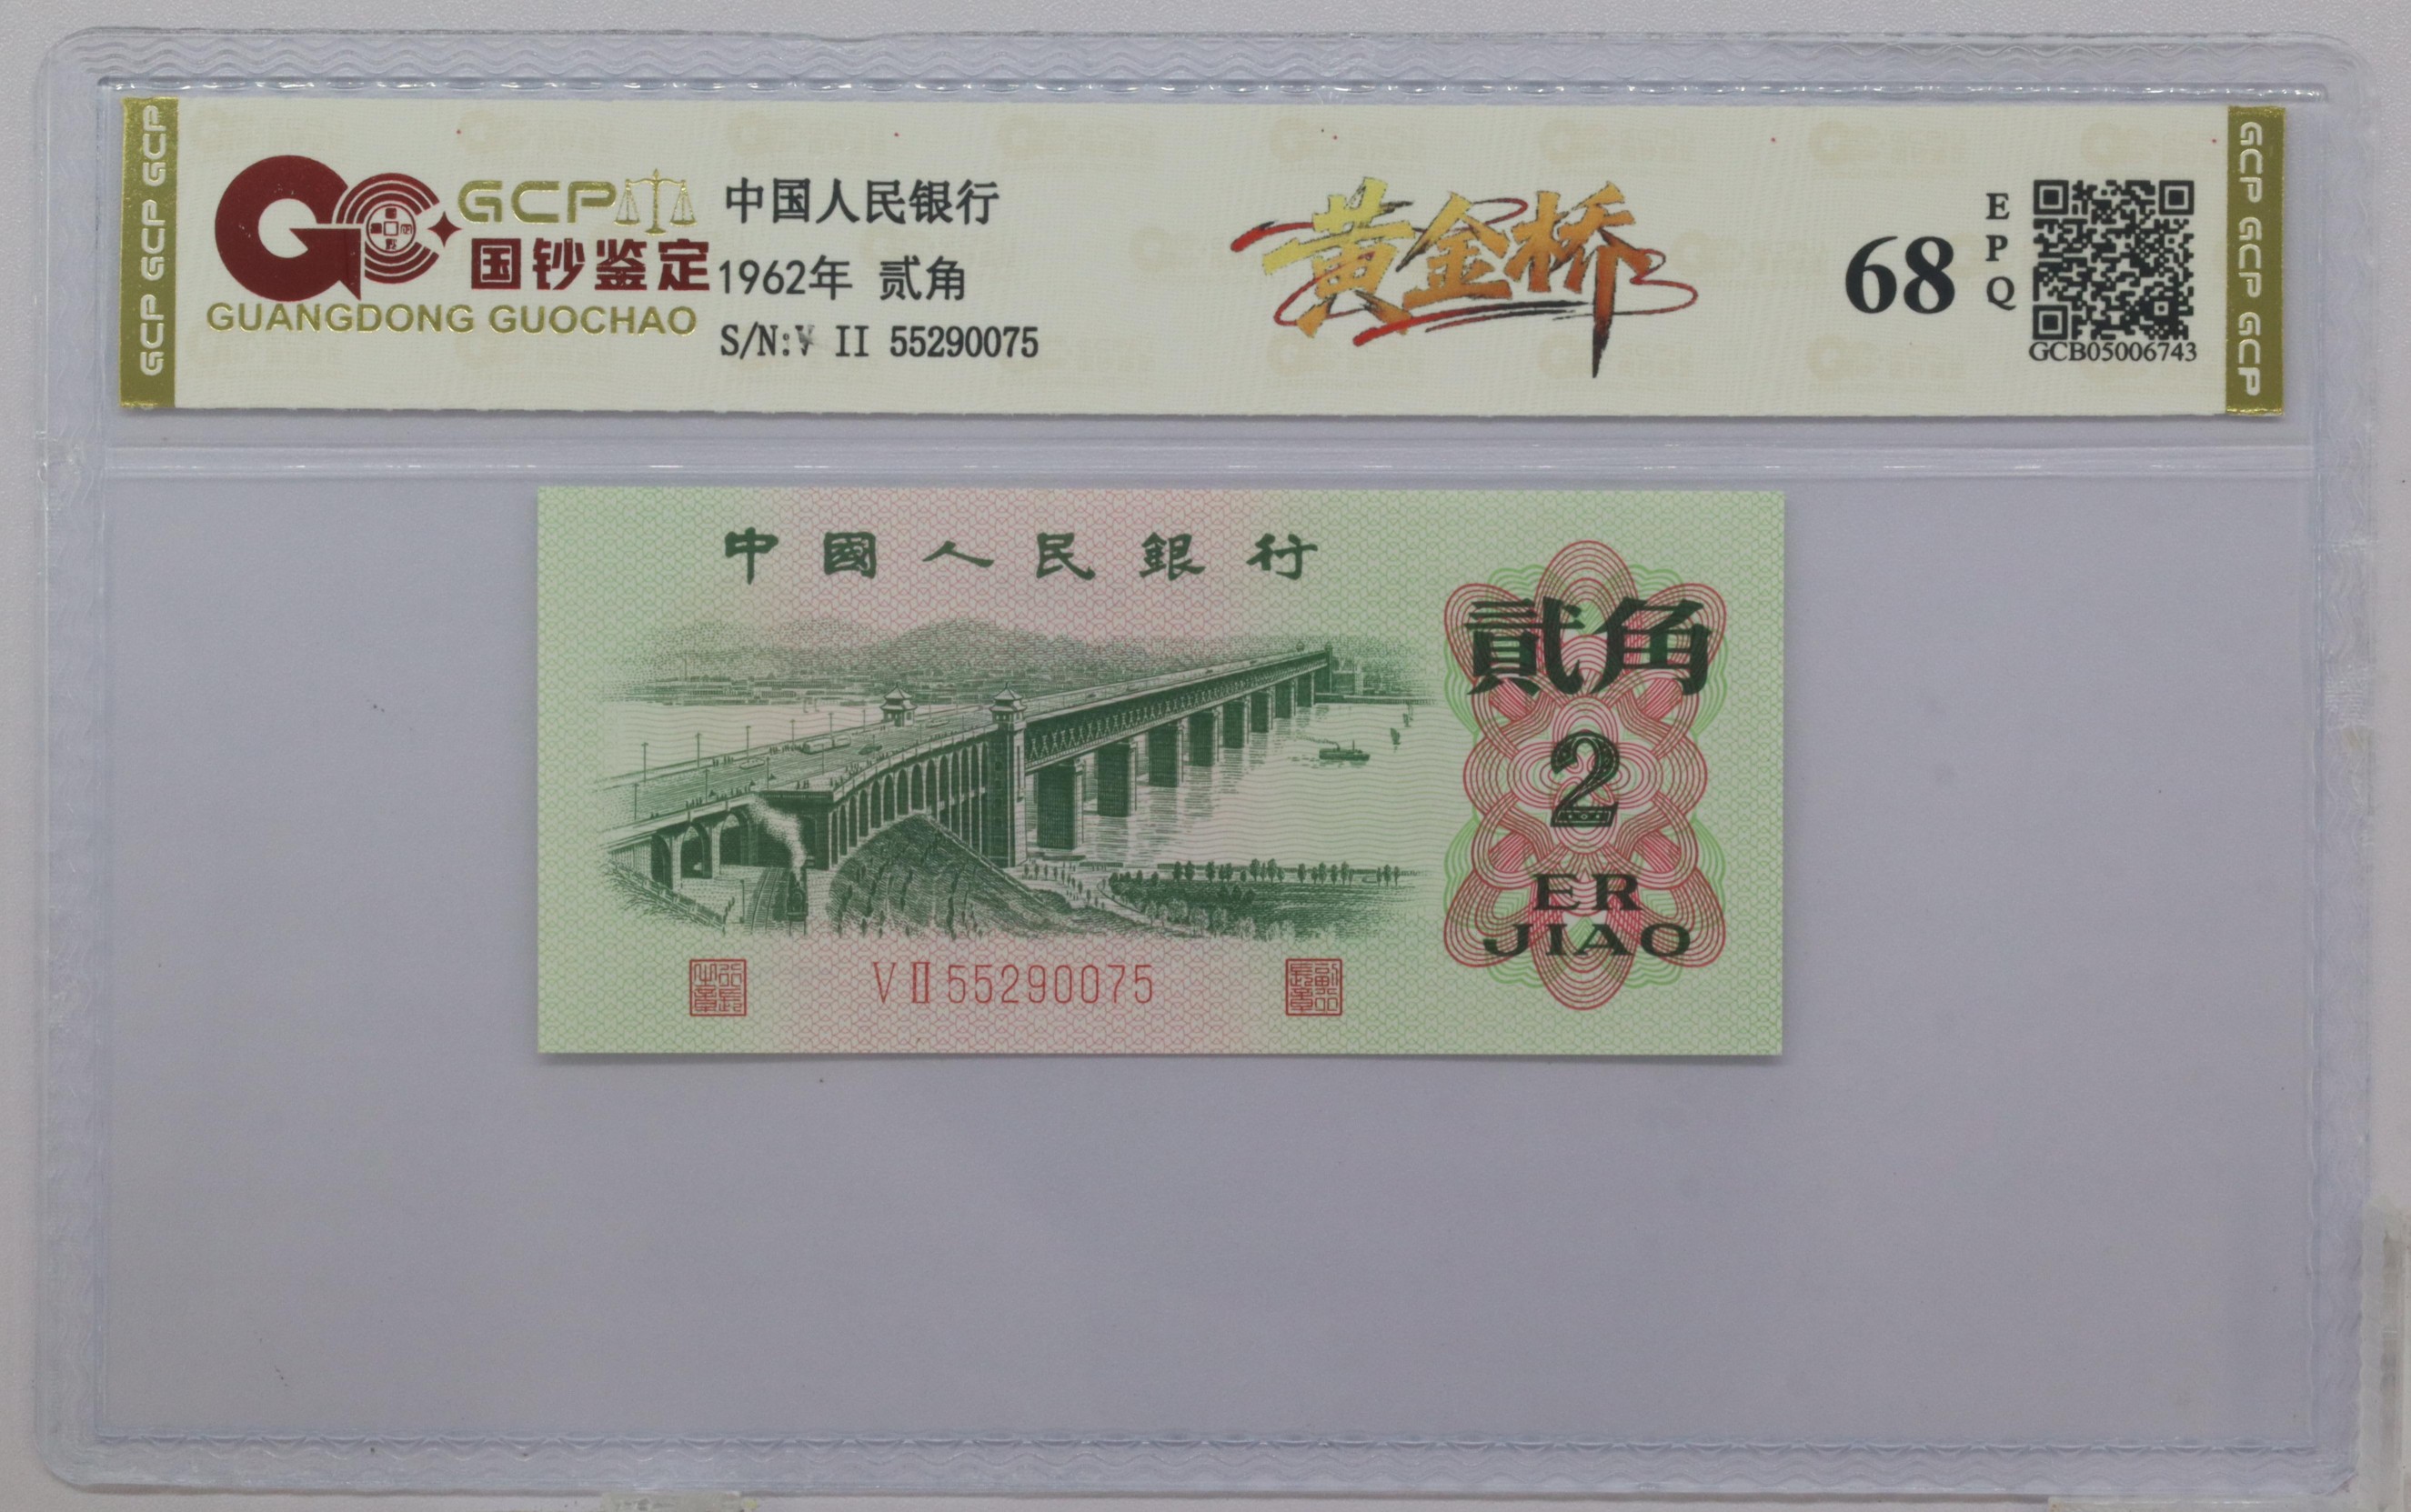 GCP GCP GCP
GCP
国钞鉴定
GUANGDONG GUOCHAO
中国人民银行
1962年 贰角
S/N:V II 55290075
黄金桥
68
EPQ
GCB05006743
GCP GCP GCP
中國人民銀行
貳角
2
ER
JIAO
V II 55290075